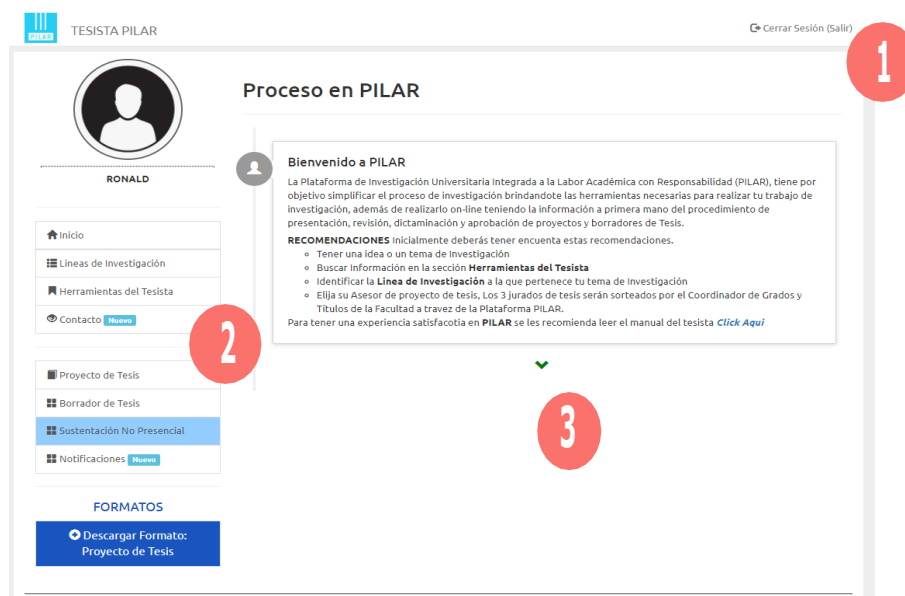 PILAR
TESISTA PILAR
Cerrar Sesión (Salir)
1
RONALD
Inicio
Lineas de Investigación
Herramientas del Tesista
Contacto Nuevo
2
Proyecto de Tesis
Borrador de Tesis
Sustentación No Presencial
Notificaciones Nuevo
FORMATOS
Descargar Formato:
Proyecto de Tesis
Proceso en PILAR
Bienvenido a PILAR
La Plataforma de Investigación Universitaria Integrada a la Labor Académica con Responsabilidad (PILAR), tiene por
objetivo simplificar el proceso de investigación brindandote las herramientas necesarias para realizar tu trabajo de
investigación, además de realizarlo on-line teniendo la información a primera mano del procedimiento de
presentación, revisión, dictaminación y aprobación de proyectos y borradores de Tesis.
RECOMENDACIONES Inicialmente deberás tener encuenta estas recomendaciones.
Tener una idea o un tema de Investigación
Buscar Información en la sección Herramientas del Tesista
Identificar la Linea de Investigación a la que pertenece tu tema de Investigación
Elija su Asesor de proyecto de tesis, Los 3 jurados de tesis serán sorteados por el Coordinador de Grados y
Títulos de la Facultad a travez de la Plataforma PILAR.
Para tener una experiencia satisfacotia en PILAR se les recomienda leer el manual del tesista Click Aqui
3